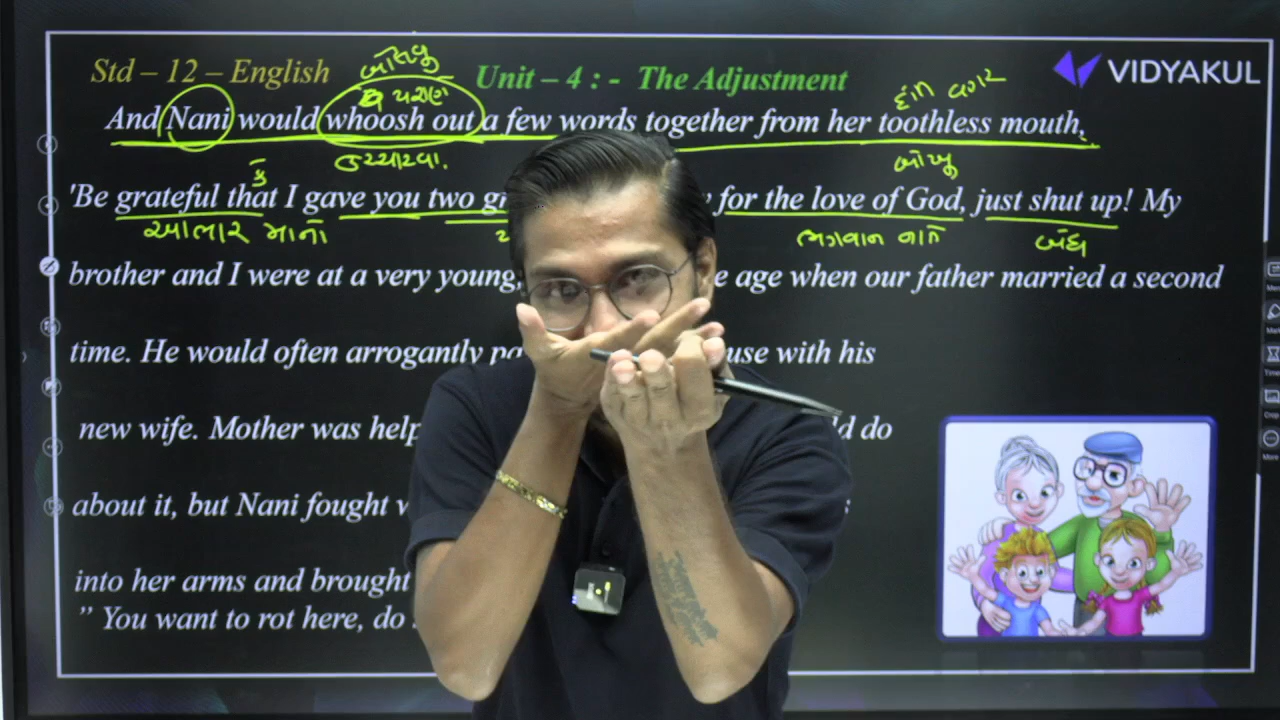 Std – 12 – English
Unit – 4 : -  The Adjustment
VIDYAKUL
બોલવું
દાંત વગર
And Nani would whoosh out a few words together from her toothless mouth,
ઉચ્ચારવા.
બોખુ
કે
'Be grateful that I gave you two for the love of God, just shut up! My
આભાર માનો
ભગવાન ખાતર
બંધ
brother and I were at a very young, age when our father married a second
time. He would often arrogantly with his
new wife. Mother was do
about it, but Nani fought
into her arms and brought
” You want to rot here, do